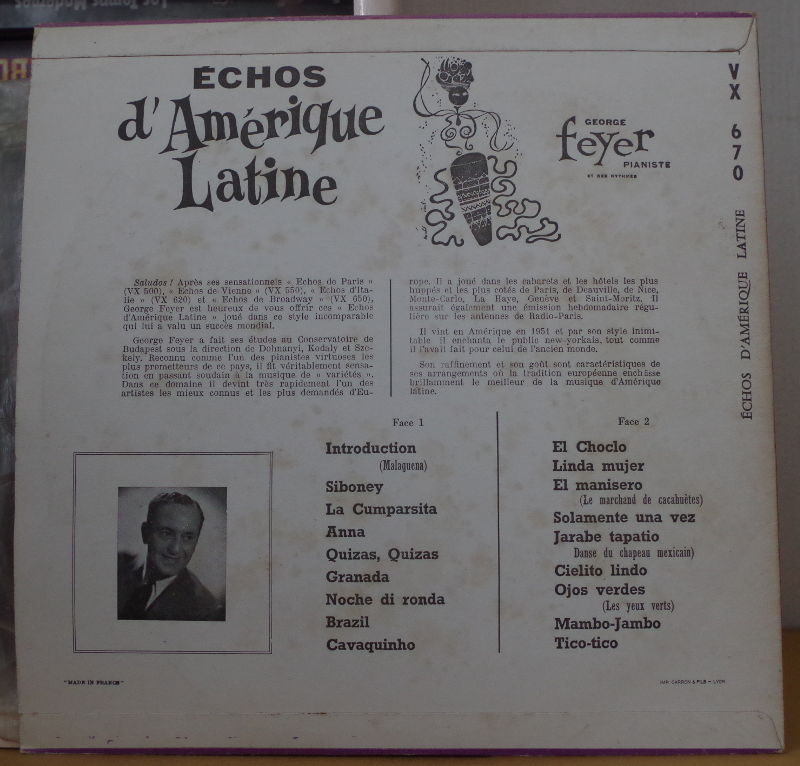 ÉCHOS
d'Amérique
Latine
GEORGE
feyer
PIANISTE
ET SES RYTHMES
VX 670
ÉCHOS D'AMÉRIQUE LATINE
Saludos ! Après ses sensationnels « Echos de Paris »
(VX 500), « Echos de Vienne » (VX 550), « Echos d'Ita-
lie » (VX 620) et « Echos de Broadway » (VX 650),
George Feyer est heureux de vous offrir ces « Echos
d'Amérique Latine » joué dans ce style incomparable
qui lui a valu un succès mondial.
George Feyer a fait ses études au Conservatoire de
Budapest sous la direction de Dohnanyi, Kodaly et Sze-
kely. Reconnu comme l'un des pianistes virtuoses les
plus prometteurs de ce pays, il fit véritablement sensa-
tion en passant soudain à la musique de « variétés ».
Dans ce domaine il devint très rapidement l'un des
artistes les mieux connus et les plus demandés d'Eu-
rope. Il a joué dans les cabarets et les hôtels les plus
huppés et les plus cotés de Paris, de Deauville, de Nice,
Monte-Carlo, La Haye, Genève et Saint-Moritz. Il
assurait également une émission hebdomadaire régu-
lière sur les antennes de Radio-Paris.
Il vint en Amérique en 1951 et par son style inimi-
table il enchanta le public new-yorkais, tout comme
il l'avait fait pour celui de l'ancien monde.
Son raffinement et son goût sont caractéristiques de
ses arrangements où la tradition européenne enchâsse
brillamment le meilleur de la musique d'Amérique
latine.
Face 1
Introduction
(Malaguena)
Siboney
La Cumparsita
Anna
Quizas, Quizas
Granada
Noche di ronda
Brazil
Cavaquinho
Face 2
El Choclo
Linda mujer
El manisero
(Le marchand de cacahuètes)
Solamente una vez
Jarabe tapatio
Danse du chapeau mexicain)
Cielito lindo
Ojos verdes
(Les yeux verts)
Mambo-Jambo
Tico-tico
"MADE IN FRANCE"
IMP. CARRON & FILS - LYON